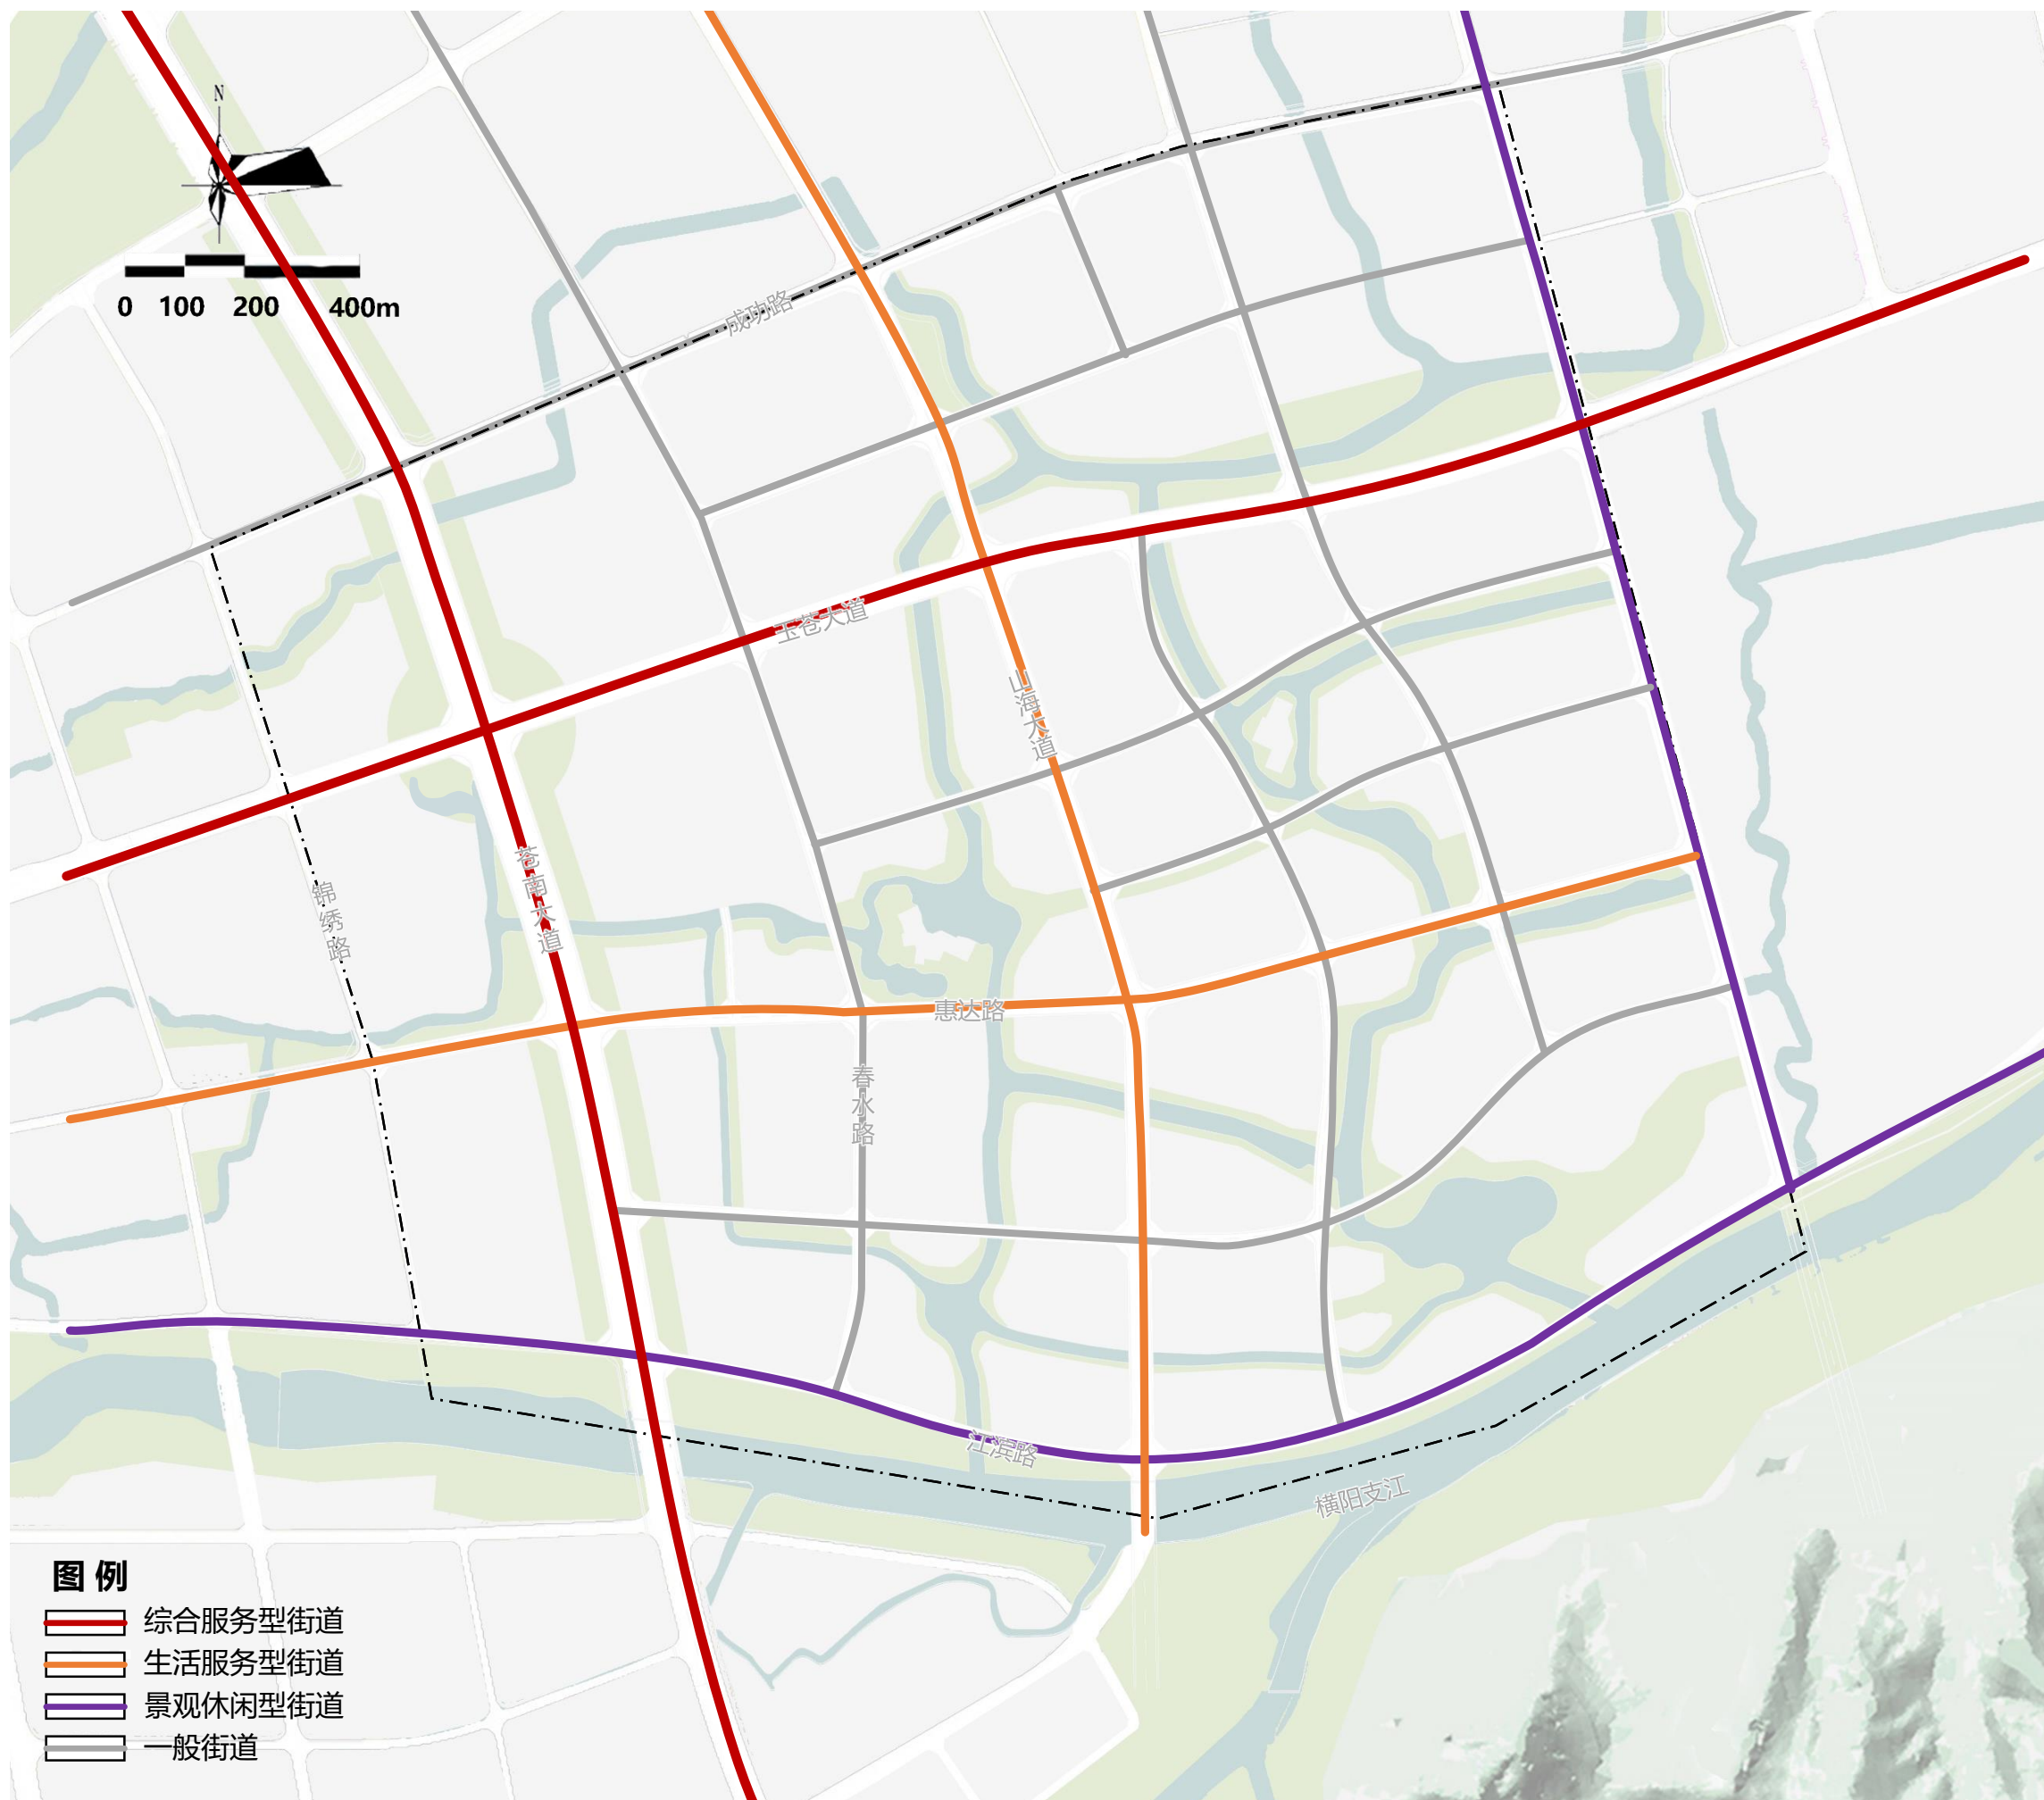 N
0 100 200 400m
成功路
玉苍大道
山海大道
苍南大道
锦绣路
惠达路
春水路
江滨路
横阳支江
图 例
综合服务型街道
生活服务型街道
景观休闲型街道
一般街道